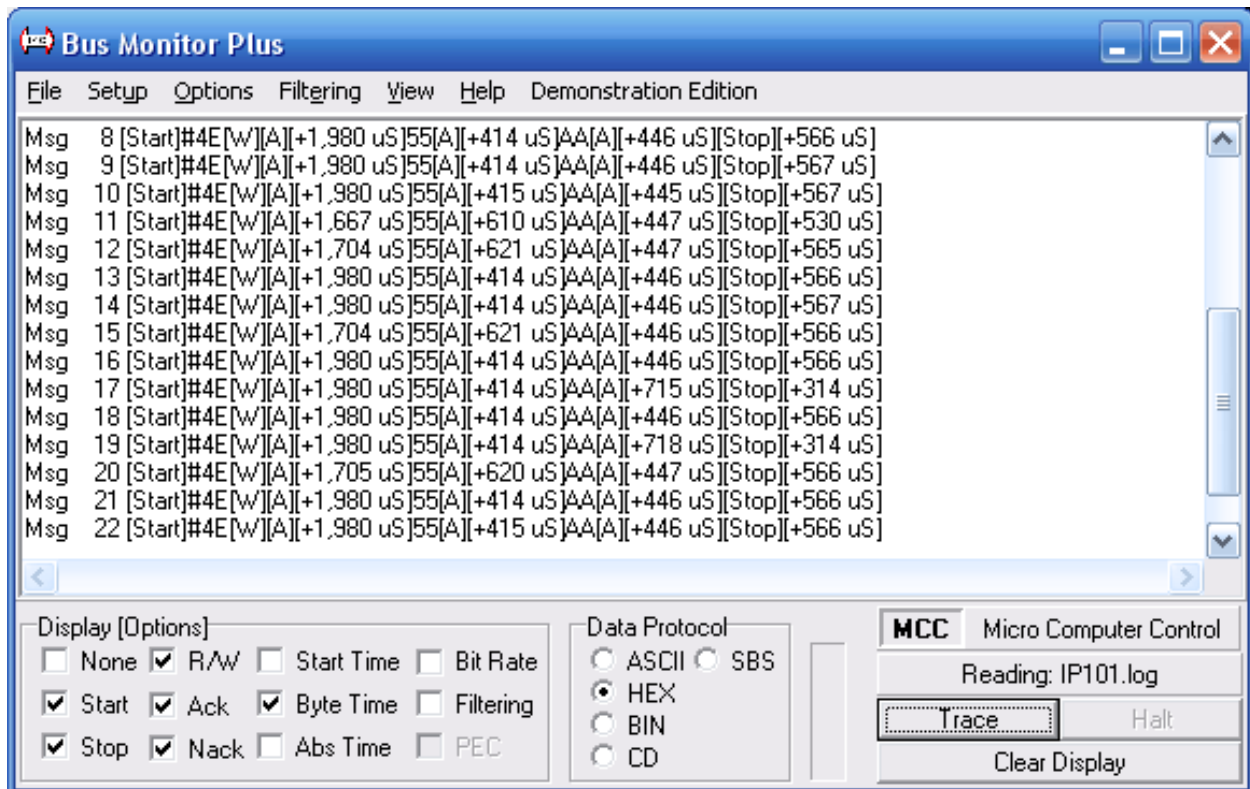 Bus Monitor Plus
File Setup Options Filtering View Help Demonstration Edition
Msg 8 [Start]#4E[W][A][+1,980 uS]55[A][+414 uS]AA[A][+446 uS][Stop][+566 uS]
Msg 9 [Start]#4E[W][A][+1,980 uS]55[A][+414 uS]AA[A][+446 uS][Stop][+567 uS]
Msg 10 [Start]#4E[W][A][+1,980 uS]55[A][+415 uS]AA[A][+445 uS][Stop][+567 uS]
Msg 11 [Start]#4E[W][A][+1,667 uS]55[A][+610 uS]AA[A][+447 uS][Stop][+530 uS]
Msg 12 [Start]#4E[W][A][+1,704 uS]55[A][+621 uS]AA[A][+447 uS][Stop][+565 uS]
Msg 13 [Start]#4E[W][A][+1,980 uS]55[A][+414 uS]AA[A][+446 uS][Stop][+566 uS]
Msg 14 [Start]#4E[W][A][+1,980 uS]55[A][+414 uS]AA[A][+446 uS][Stop][+567 uS]
Msg 15 [Start]#4E[W][A][+1,704 uS]55[A][+621 uS]AA[A][+446 uS][Stop][+566 uS]
Msg 16 [Start]#4E[W][A][+1,980 uS]55[A][+414 uS]AA[A][+446 uS][Stop][+566 uS]
Msg 17 [Start]#4E[W][A][+1,980 uS]55[A][+414 uS]AA[A][+715 uS][Stop][+314 uS]
Msg 18 [Start]#4E[W][A][+1,980 uS]55[A][+414 uS]AA[A][+446 uS][Stop][+566 uS]
Msg 19 [Start]#4E[W][A][+1,980 uS]55[A][+414 uS]AA[A][+718 uS][Stop][+314 uS]
Msg 20 [Start]#4E[W][A][+1,705 uS]55[A][+620 uS]AA[A][+447 uS][Stop][+566 uS]
Msg 21 [Start]#4E[W][A][+1,980 uS]55[A][+414 uS]AA[A][+446 uS][Stop][+566 uS]
Msg 22 [Start]#4E[W][A][+1,980 uS]55[A][+415 uS]AA[A][+446 uS][Stop][+566 uS]
Display [Options]
None R/W Start Time Bit Rate
Start Ack Byte Time Filtering
Stop Nack Abs Time PEC
Data Protocol
ASCII SBS
HEX
BIN
CD
MCC Micro Computer Control
Reading: IP101.log
Trace Halt
Clear Display